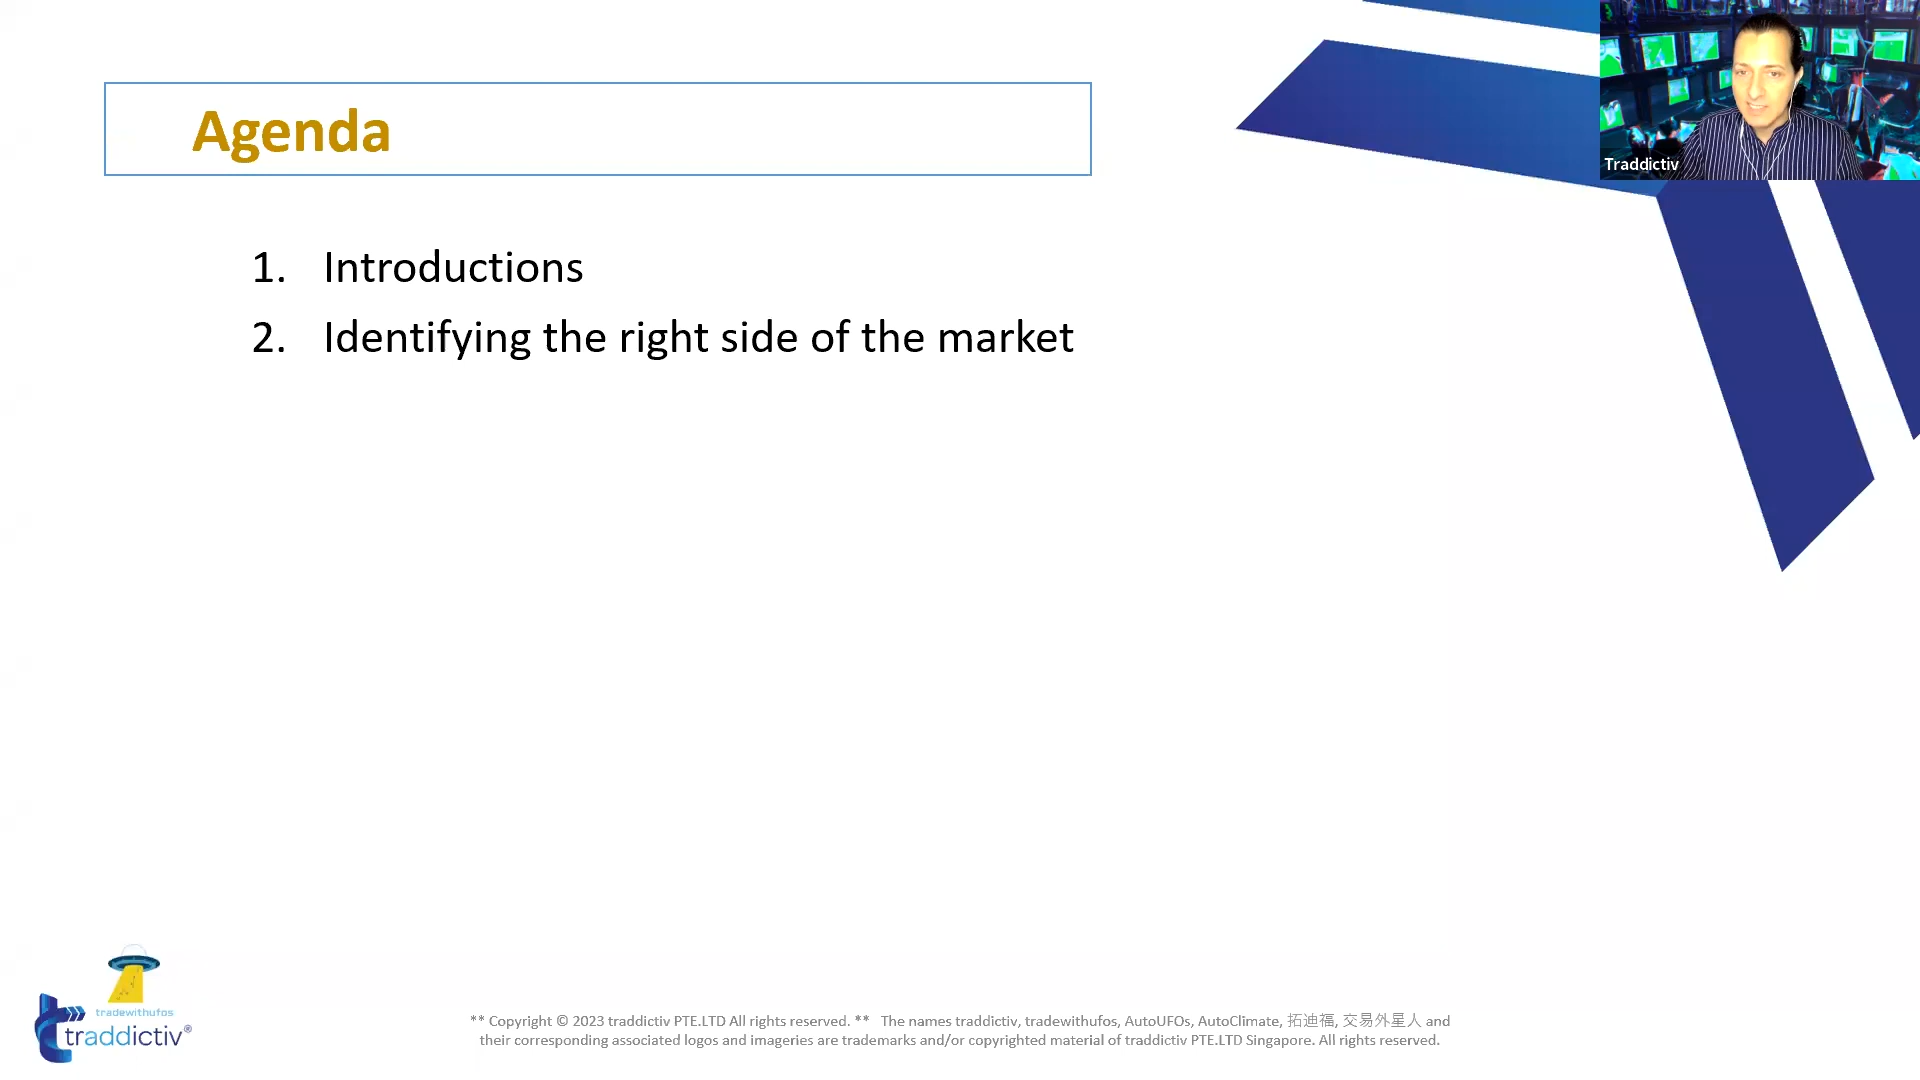 Traddictiv
Agenda
1. Introductions
2. Identifying the right side of the market
tradewithufos
traddictiv®
** Copyright © 2023 traddictiv PTE.LTD All rights reserved. ** The names traddictiv, tradewithufos, AutoUFOs, AutoClimate, 拓迪福, 交易外星人 and
their corresponding associated logos and imageries are trademarks and/or copyrighted material of traddictiv PTE.LTD Singapore. All rights reserved.